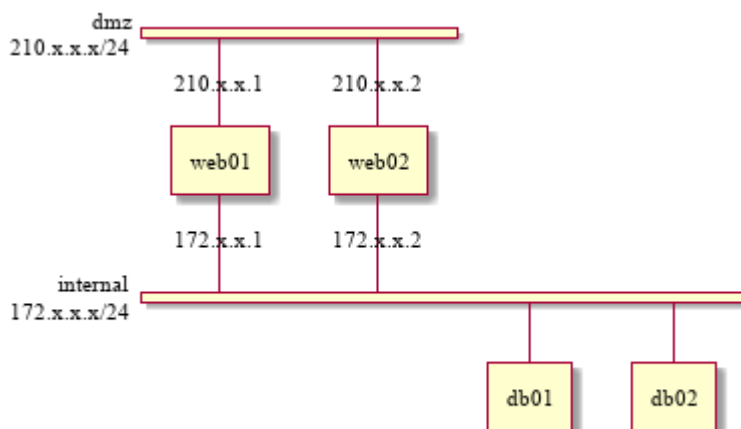 dmz
210.x.x.x/24
210.x.x.1
210.x.x.2
web01
web02
172.x.x.1
172.x.x.2
internal
172.x.x.x/24
db01
db02